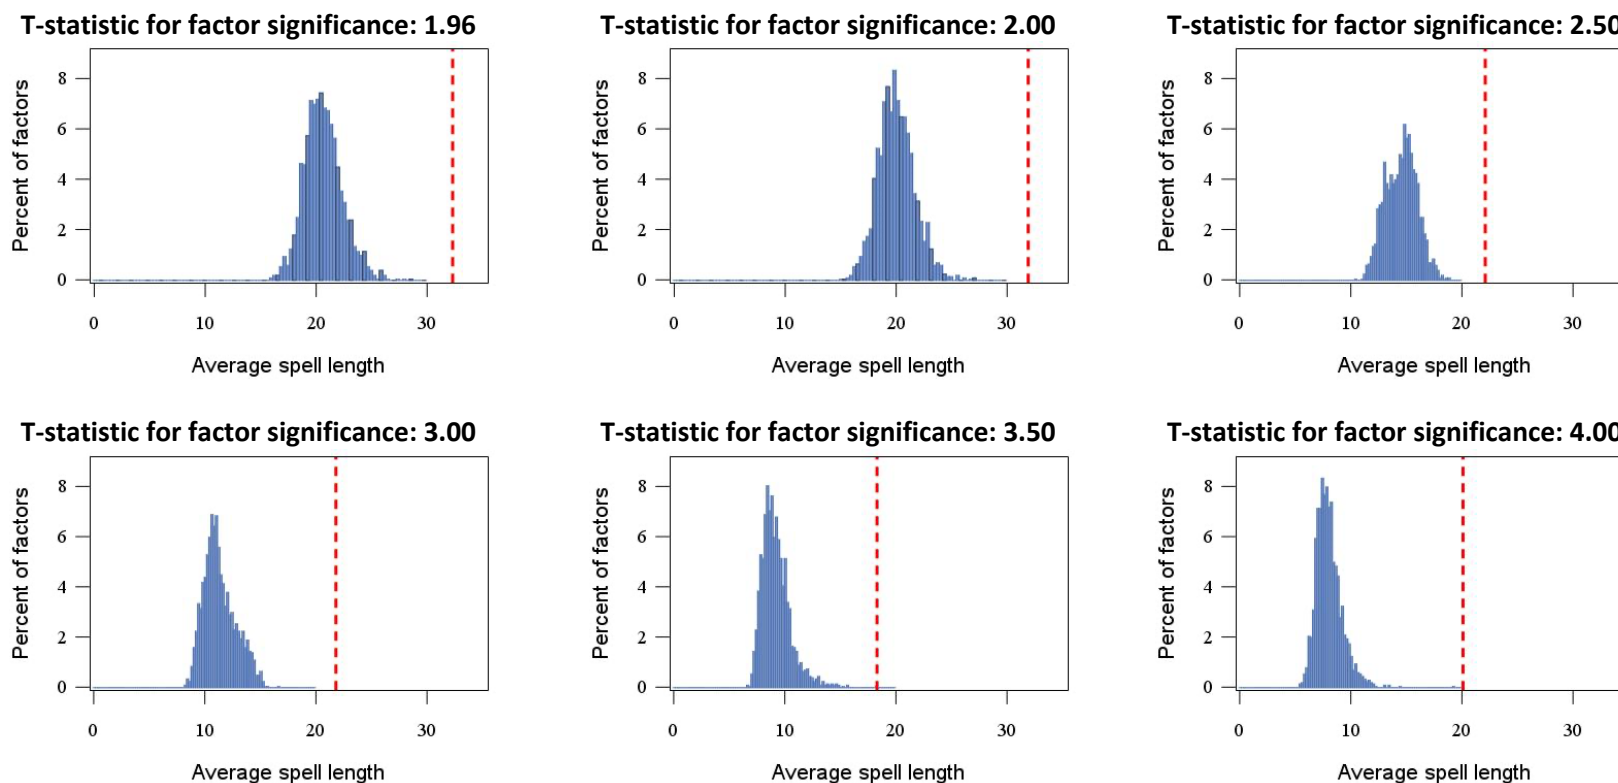 T-statistic for factor significance: 1.96
Percent of factors
8
6
4
2
0
0 10 20 30
Average spell length
T-statistic for factor significance: 2.00
Percent of factors
8
6
4
2
0
0 10 20 30
Average spell length
T-statistic for factor significance: 2.50
Percent of factors
8
6
4
2
0
0 10 20 30
Average spell length
T-statistic for factor significance: 3.00
Percent of factors
8
6
4
2
0
0 10 20 30
Average spell length
T-statistic for factor significance: 3.50
Percent of factors
8
6
4
2
0
0 10 20 30
Average spell length
T-statistic for factor significance: 4.00
Percent of factors
8
6
4
2
0
0 10 20 30
Average spell length